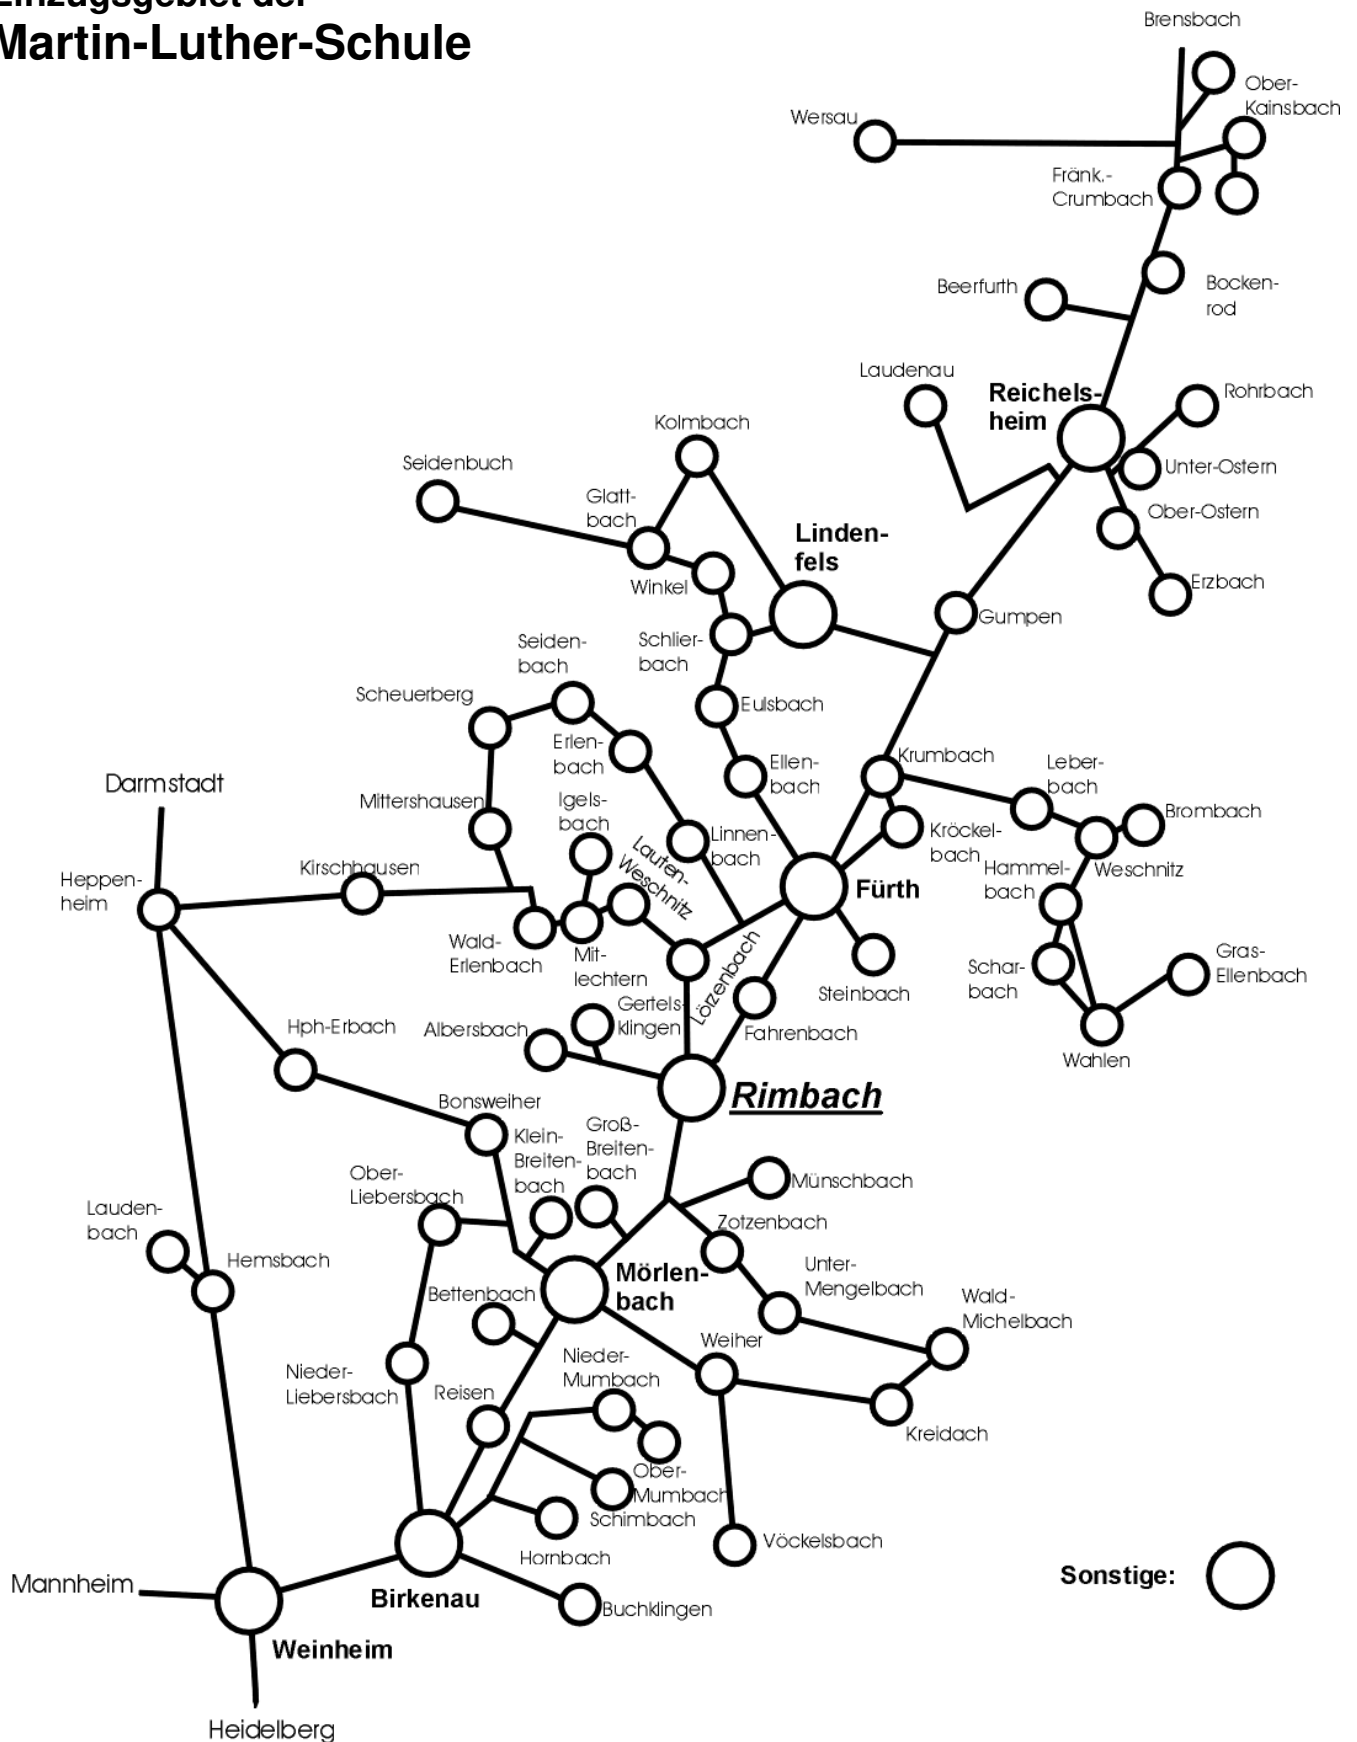 Einzugsgebiet der
Martin-Luther-Schule
Brensbach
Ober-
Kainsbach
Wersau
Fränk.-
Crumbach
Beerfurth
Bocken-
rod
Laudenau
Reichels-
heim
Rohrbach
Kolmbach
Seidenbuch
Unter-Ostern
Glatt-
bach
Ober-Ostern
Linden-
fels
Winkel
Erzbach
Gumpen
Schlier-
bach
Seiden-
bach
Scheuerberg
Eulsbach
Erlen-
bach
Ellen-
bach
Krumbach
Leber-
bach
Darmstadt
Mittershausen
Igels-
bach
Brombach
Linnen-
bach
Kröckel-
bach
Lauten-
Weschnitz
Hammel-
bach
Weschnitz
Kirschhausen
Heppen-
heim
Fürth
Wald-
Erlenbach
Mit-
lechtern
Lörzenbach
Steinbach
Schar-
bach
Gras-
Ellenbach
Gertels-
klingen
Albersbach
Fahrenbach
Hph-Erbach
Wahlen
Rimbach
Bonsweiher
Klein-
Breiten-
bach
Groß-
Breiten-
bach
Ober-
Liebersbach
Münschbach
Lauden-
bach
Zotzenbach
Hemsbach
Unter-
Mengelbach
Mörlen-
bach
Bettenbach
Wald-
Michelbach
Weiher
Nieder-
Liebersbach
Nieder-
Mumbach
Reisen
Kreidach
Ober-
Mumbach
Schimbach
Hornbach
Vöckelsbach
Sonstige:
Mannheim
Birkenau
Buchklingen
Weinheim
Heidelberg